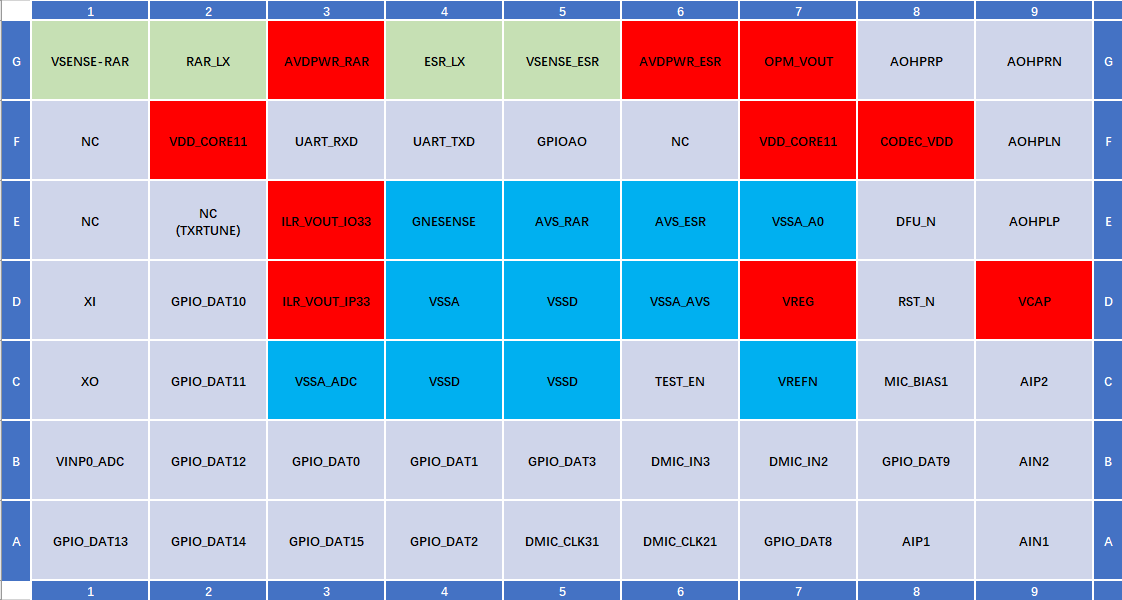 1 2 3 4 5 6 7 8 9
G VSENSE-RAR RAR_LX AVDPWR_RAR ESR_LX VSENSE_ESR AVDPWR_ESR OPM_VOUT AOHPRP AOHPRN G
F NC VDD_CORE11 UART_RXD UART_TXD GPIOAO NC VDD_CORE11 CODEC_VDD AOHPLN F
E NC NC ILR_VOUT_IO33 GNESENSE AVS_RAR AVS_ESR VSSA_A0 DFU_N AOHPLP E
(TXRTUNE)
D XI GPIO_DAT10 ILR_VOUT_IP33 VSSA VSSD VSSA_AVS VREG RST_N VCAP D
C XO GPIO_DAT11 VSSA_ADC VSSD VSSD TEST_EN VREFN MIC_BIAS1 AIP2 C
B VINP0_ADC GPIO_DAT12 GPIO_DAT0 GPIO_DAT1 GPIO_DAT3 DMIC_IN3 DMIC_IN2 GPIO_DAT9 AIN2 B
A GPIO_DAT13 GPIO_DAT14 GPIO_DAT15 GPIO_DAT2 DMIC_CLK31 DMIC_CLK21 GPIO_DAT8 AIP1 AIN1 A
1 2 3 4 5 6 7 8 9